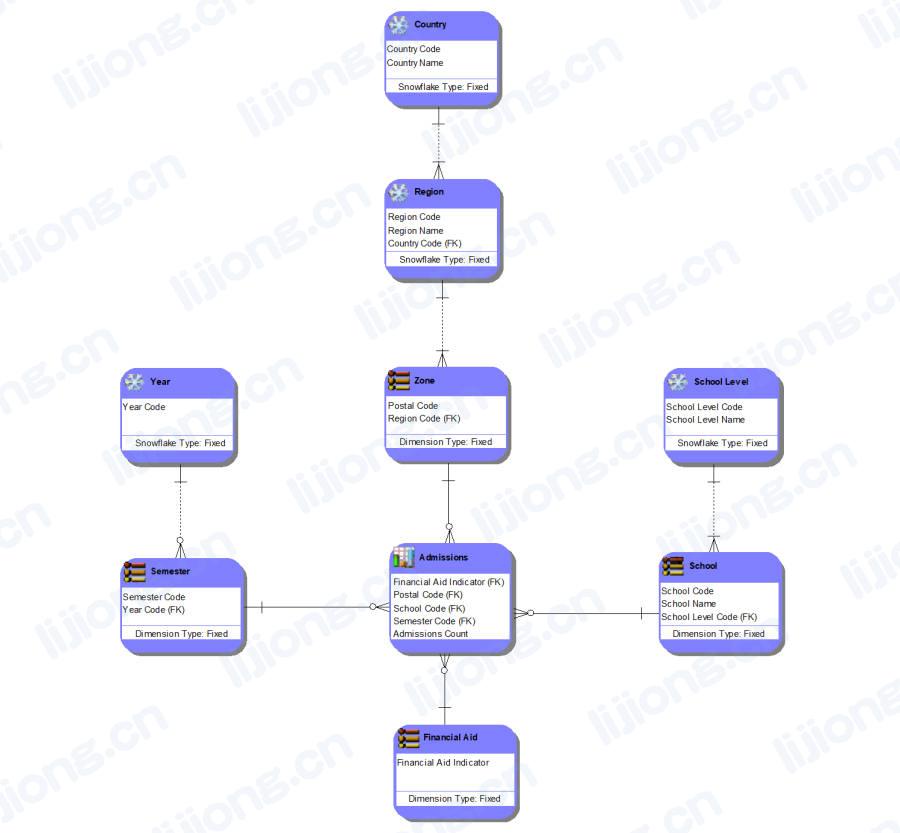 Country
Country Code
Country Name
Snowflake Type: Fixed
Region
Region Code
Region Name
Country Code (FK)
Snowflake Type: Fixed
Year
Year Code
Snowflake Type: Fixed
Zone
Postal Code
Region Code (FK)
Dimension Type: Fixed
School Level
School Level Code
School Level Name
Snowflake Type: Fixed
Semester
Semester Code
Year Code (FK)
Dimension Type: Fixed
Admissions
Financial Aid Indicator (FK)
Postal Code (FK)
School Code (FK)
Semester Code (FK)
Admissions Count
School
School Code
School Name
School Level Code (FK)
Dimension Type: Fixed
Financial Aid
Financial Aid Indicator
Dimension Type: Fixed
lijiong.cn